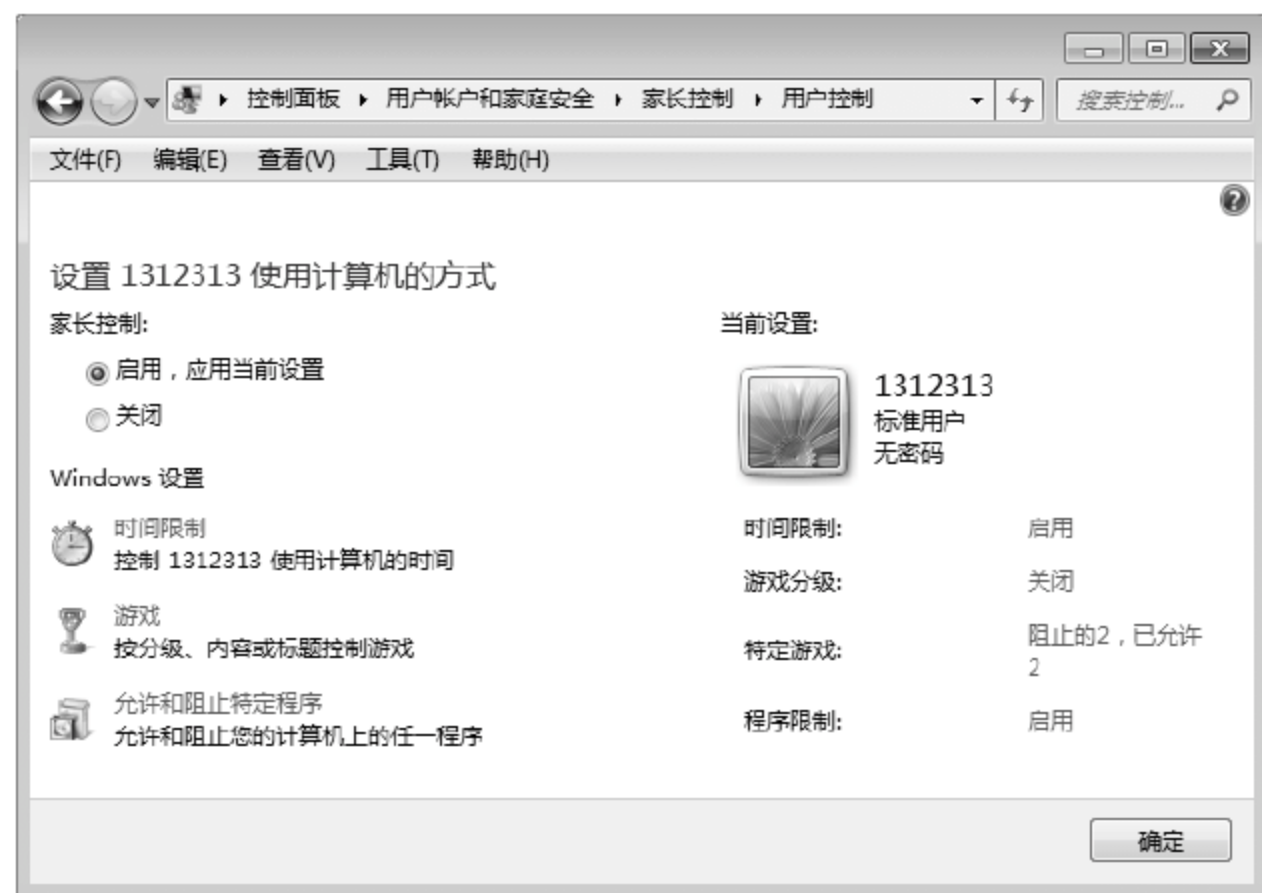 控制面板 ▸ 用户帐户和家庭安全 ▸ 家长控制 ▸ 用户控制
搜索控制...
文件(F) 编辑(E) 查看(V) 工具(T) 帮助(H)
设置 1312313 使用计算机的方式
家长控制:
启用，应用当前设置
关闭
Windows 设置
时间限制
控制 1312313 使用计算机的时间
游戏
按分级、内容或标题控制游戏
允许和阻止特定程序
允许和阻止您的计算机上的任一程序
当前设置:
1312313
标准用户
无密码
时间限制: 启用
游戏分级: 关闭
特定游戏: 阻止的2，已允许
2
程序限制: 启用
确定